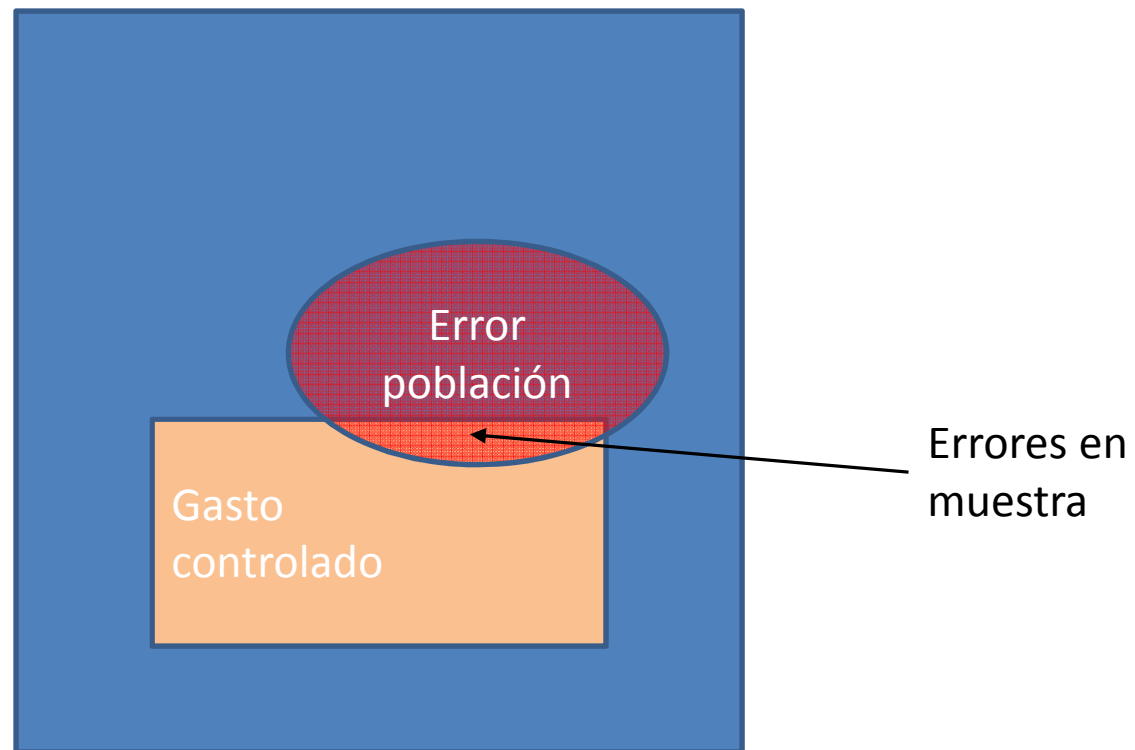 Error
población
Errores en
muestra
Gasto
controlado